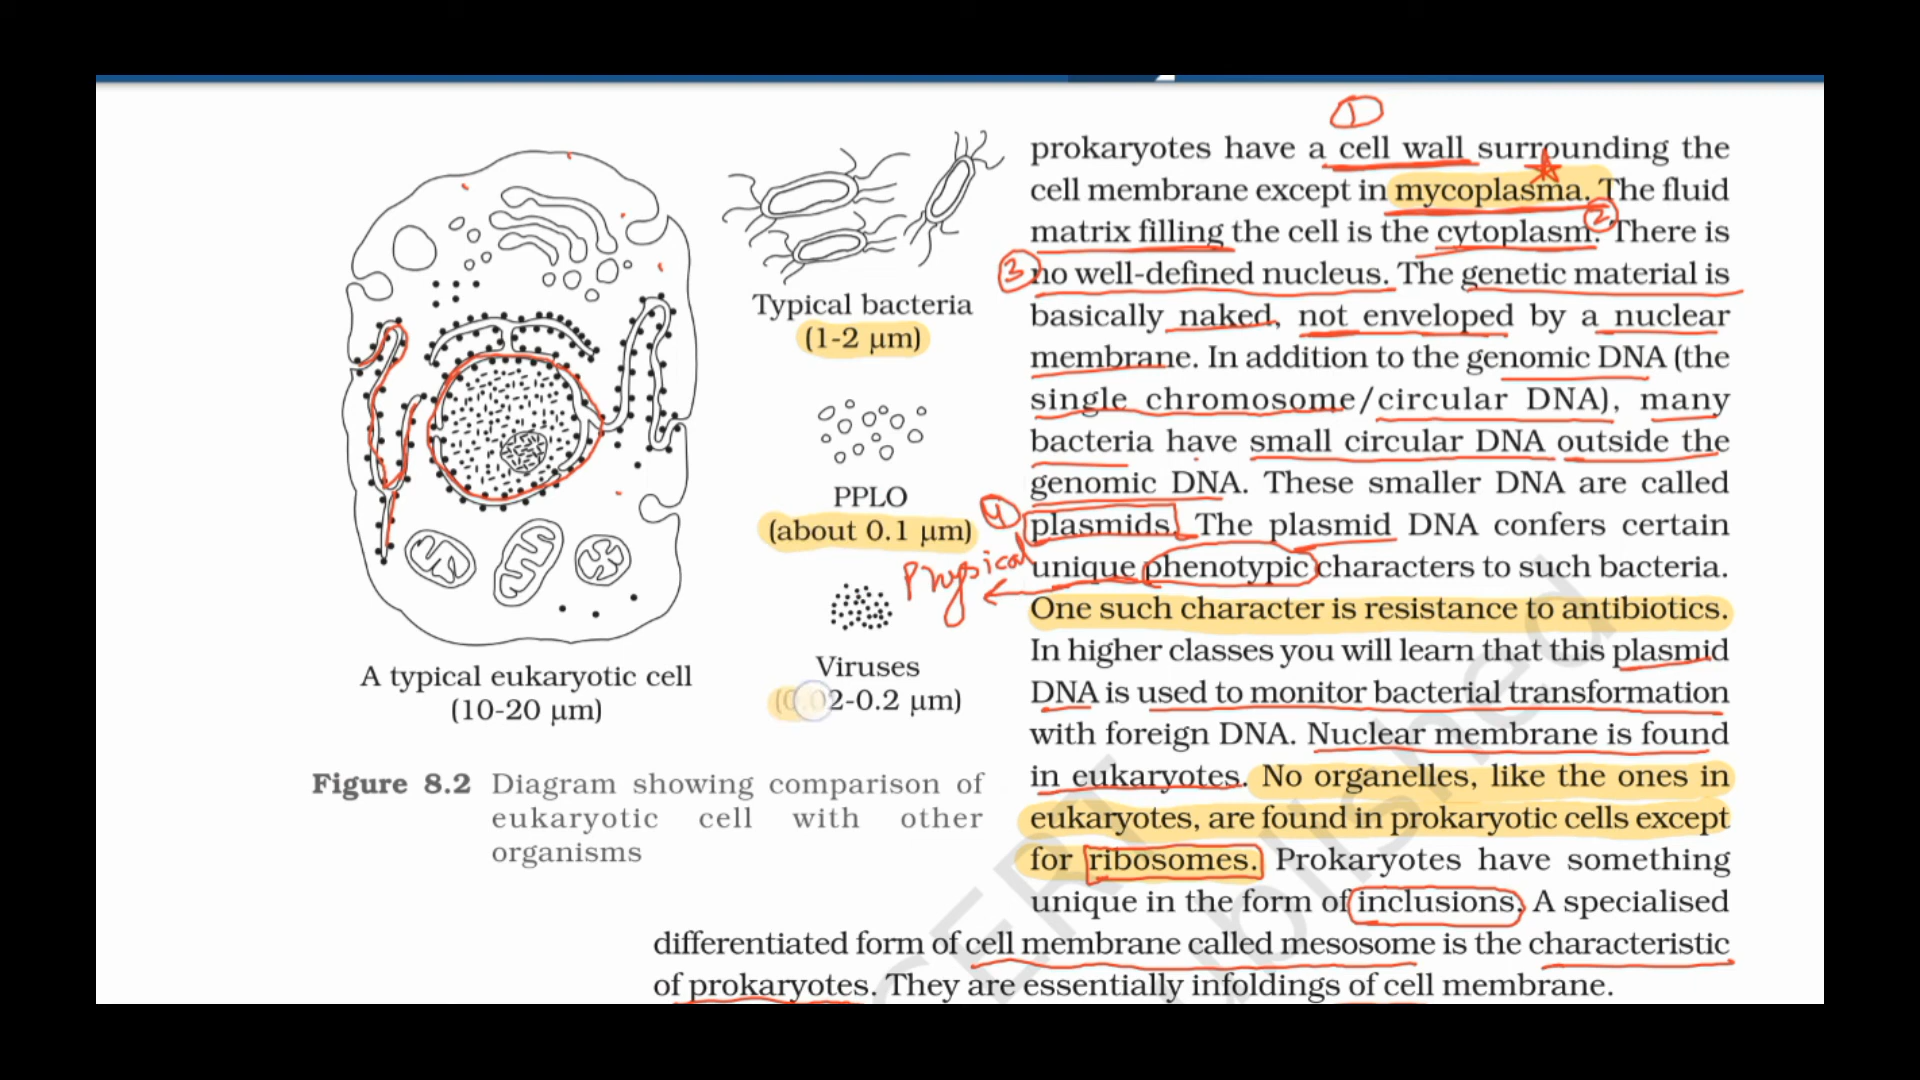 1
prokaryotes have a cell wall surrounding the
cell membrane except in mycoplasma. The fluid
2
matrix filling the cell is the cytoplasm. There is
3
no well-defined nucleus. The genetic material is
basically naked, not enveloped by a nuclear
membrane. In addition to the genomic DNA (the
single chromosome/circular DNA), many
bacteria have small circular DNA outside the
genomic DNA. These smaller DNA are called
4
plasmids. The plasmid DNA confers certain
Physical
unique phenotypic characters to such bacteria.
One such character is resistance to antibiotics.
In higher classes you will learn that this plasmid
DNA is used to monitor bacterial transformation
with foreign DNA. Nuclear membrane is found
in eukaryotes. No organelles, like the ones in
eukaryotes, are found in prokaryotic cells except
for ribosomes. Prokaryotes have something
unique in the form of inclusions. A specialised
differentiated form of cell membrane called mesosome is the characteristic
of prokaryotes. They are essentially infoldings of cell membrane.
Typical bacteria
(1-2 µm)
PPLO
(about 0.1 µm)
Viruses
(0.02-0.2 µm)
A typical eukaryotic cell
(10-20 µm)
Figure 8.2 Diagram showing comparison of
eukaryotic cell with other
organisms